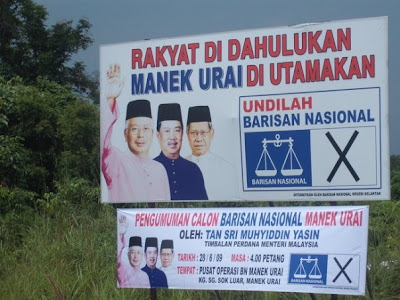 RAKYAT DI DAHULUKAN
MANEK URAI DI UTAMAKAN
UNDILAH
BARISAN NASIONAL
BARISAN NASIONAL
PENGUMUMAN CALON BARISAN NASIONAL MANEK URAI
OLEH: TAN SRI MUHYIDDIN YASIN
TIMBALAN PERDANA MENTERI MALAYSIA
TARIKH : 28/6/09 MASA : 4.00 PETANG
TEMPAT : PUSAT OPERASI BN MANEK URAI
KG. SG. SOK LUAR, MANEK URAI